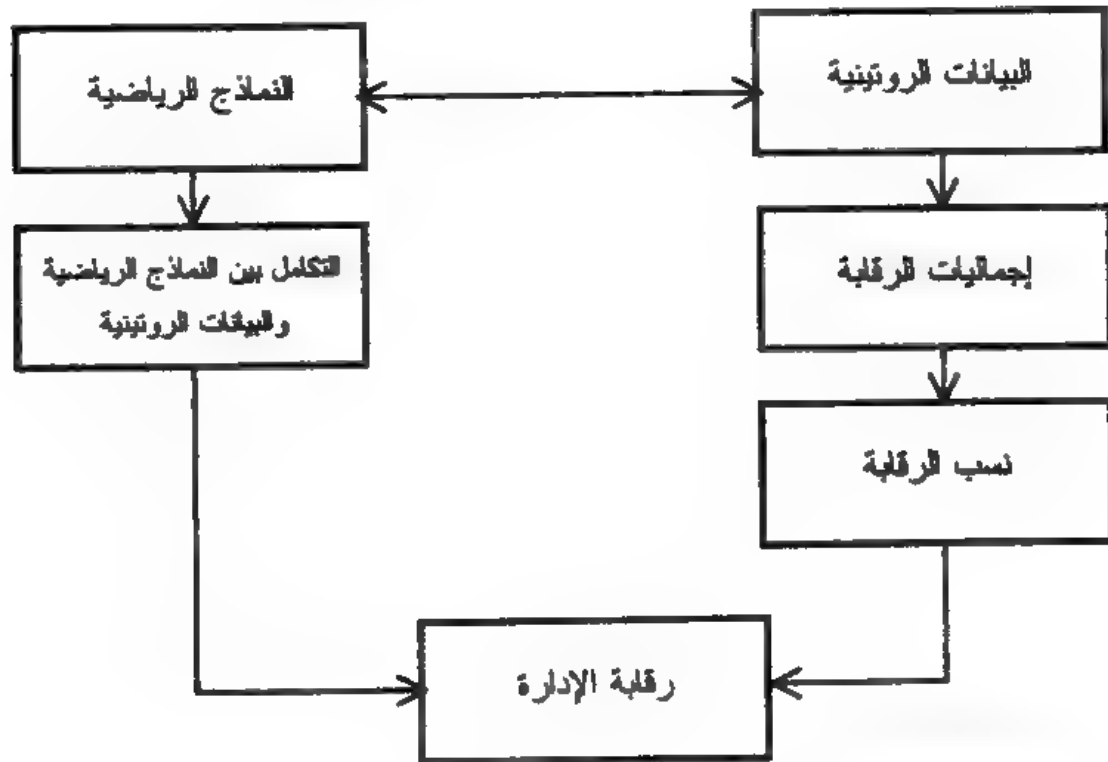 البيانات الروتينية
النماذج الرياضية
إجماليات الرقابة
التكامل بين النماذج الرياضية
والبيانات الروتينية
نسب الرقابة
رقابة الإدارة